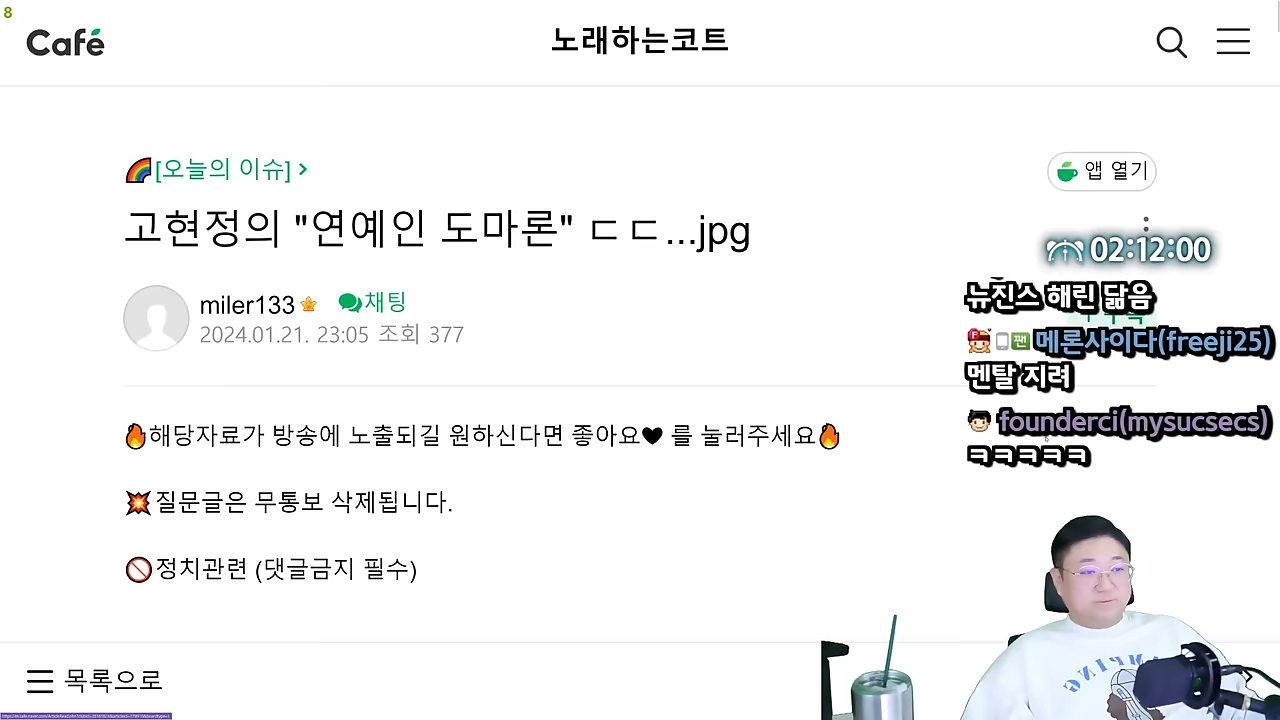 8
Café
노래하는코트
[오늘의 이슈]
앱 열기
고현정의 "연예인 도마론" ㄷㄷ...jpg
02:12:00
miler133 채팅
2024.01.21. 23:05 조회 377
뉴진스 해린 닮음
메론사이다(freeji25)
멘탈 지려
founderci(mysucsecs)
ㅋㅋㅋㅋㅋ
🔥해당자료가 방송에 노출되길 원하신다면 좋아요🖤 를 눌러주세요🔥
💥질문글은 무통보 삭제됩니다.
🚫정치관련 (댓글금지 필수)
목록으로